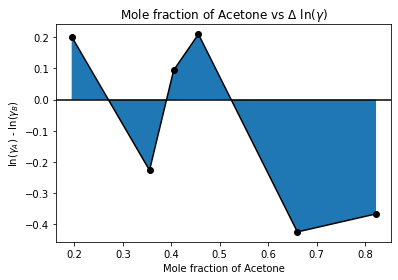 Mole fraction of Acetone vs Δ ln(γ)
ln(γ_A) - ln(γ_B)
0.2
0.1
0.0
−0.1
−0.2
−0.3
−0.4
0.2 0.3 0.4 0.5 0.6 0.7 0.8
Mole fraction of Acetone